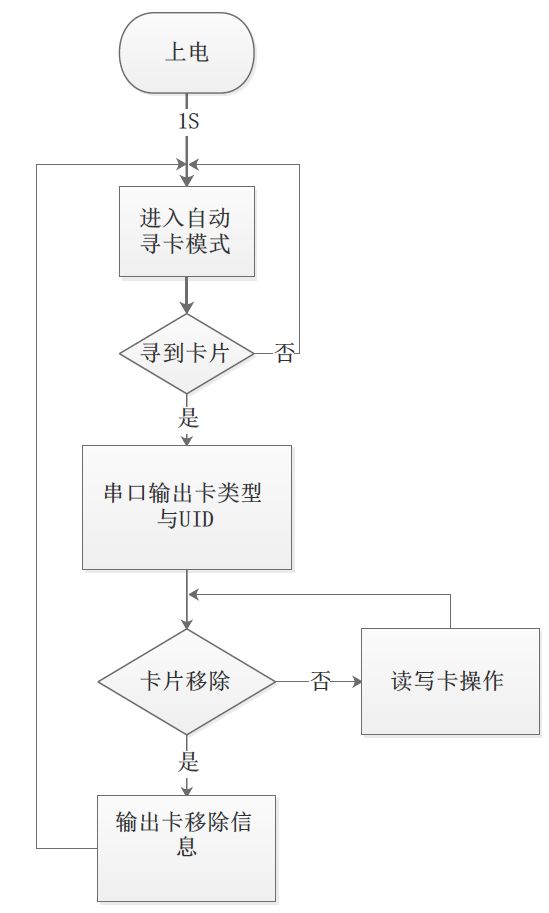 上电
1S
进入自动
寻卡模式
寻到卡片
否
是
串口输出卡类型
与UID
卡片移除
否
读写卡操作
是
输出卡移除信
息